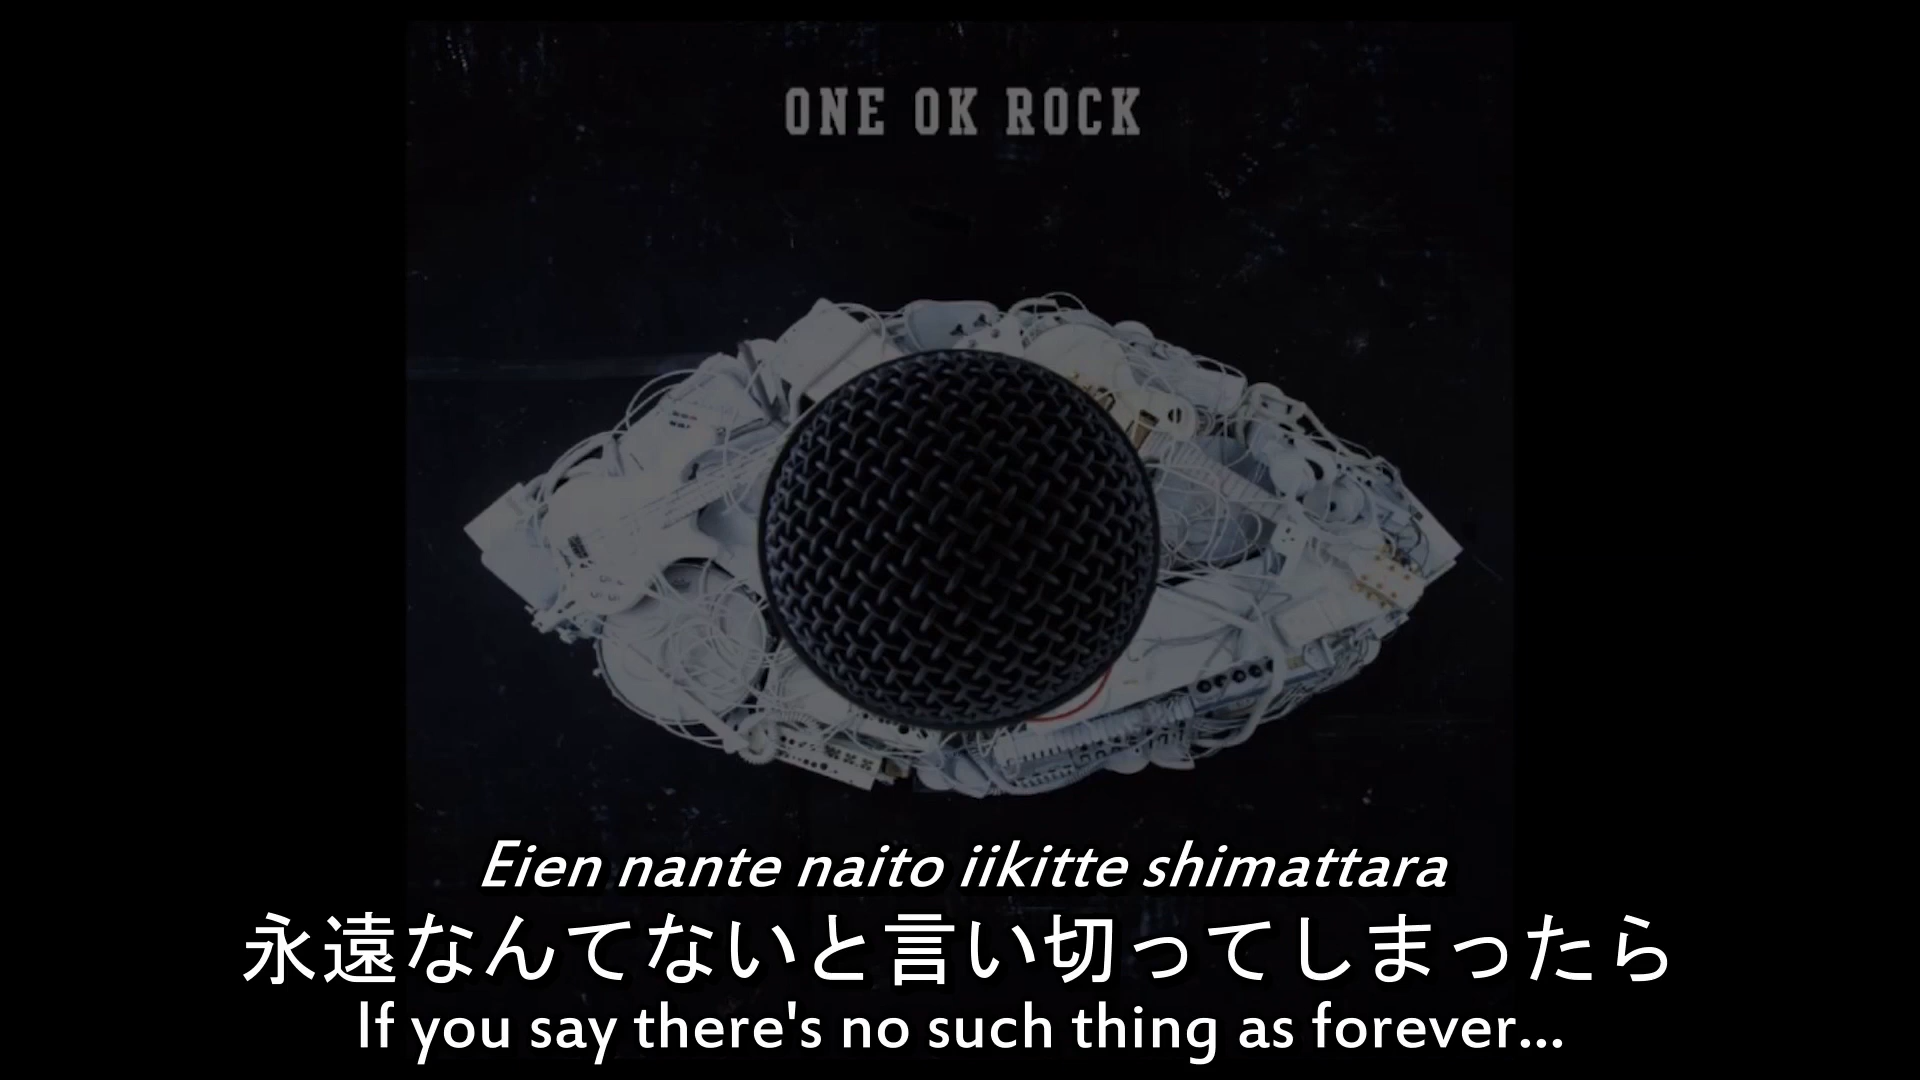 ONE OK ROCK
Eien nante naito iikitte shimattara
永遠なんてないと言い切ってしまったら
If you say there's no such thing as forever...